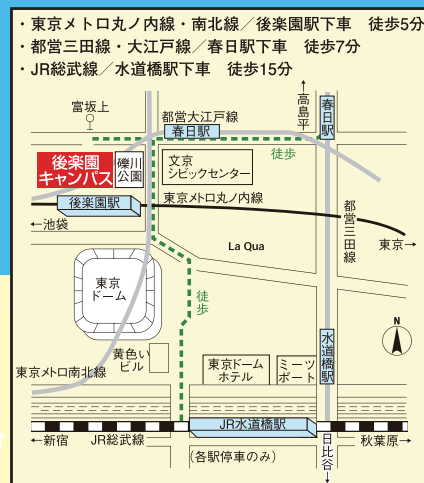 ・東京メトロ丸ノ内線・南北線／後楽園駅下車　徒歩5分
・都営三田線・大江戸線／春日駅下車　徒歩7分
・JR総武線／水道橋駅下車　徒歩15分
富坂上
都営大江戸線
春日駅
←高島平
春日駅
徒歩
後楽園
キャンパス
礫川
公園
文京
シビックセンター
後楽園駅
東京メトロ丸ノ内線
都営三田線
←池袋
東京→
La Qua
東京
ドーム
徒歩
N
黄色い
ビル
水道橋駅
東京メトロ南北線
東京ドーム
ホテル
ミーツ
ポート
JR水道橋駅
←新宿
JR総武線
(各駅停車のみ)
日比谷→
秋葉原→